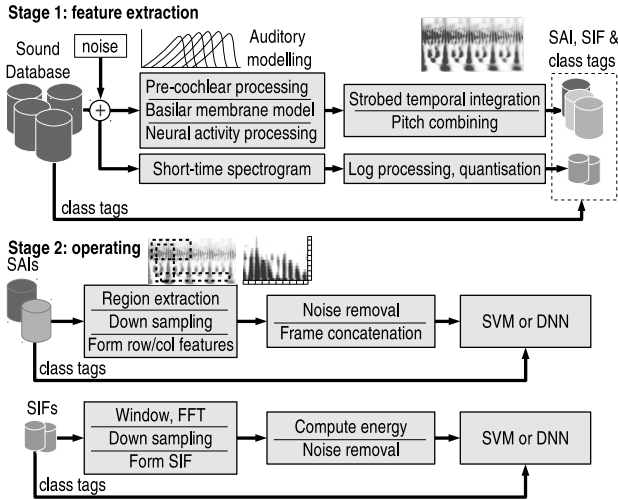 Stage 1: feature extraction
Sound
Database
noise
Auditory
modelling
SAI, SIF &
class tags
Pre-cochlear processing
Basilar membrane model
Neural activity processing
Strobed temporal integration
Pitch combining
Short-time spectrogram
Log processing, quantisation
class tags
Stage 2: operating
SAIs
Region extraction
Down sampling
Form row/col features
Noise removal
Frame concatenation
SVM or DNN
class tags
SIFs
Window, FFT
Down sampling
Form SIF
Compute energy
Noise removal
SVM or DNN
class tags